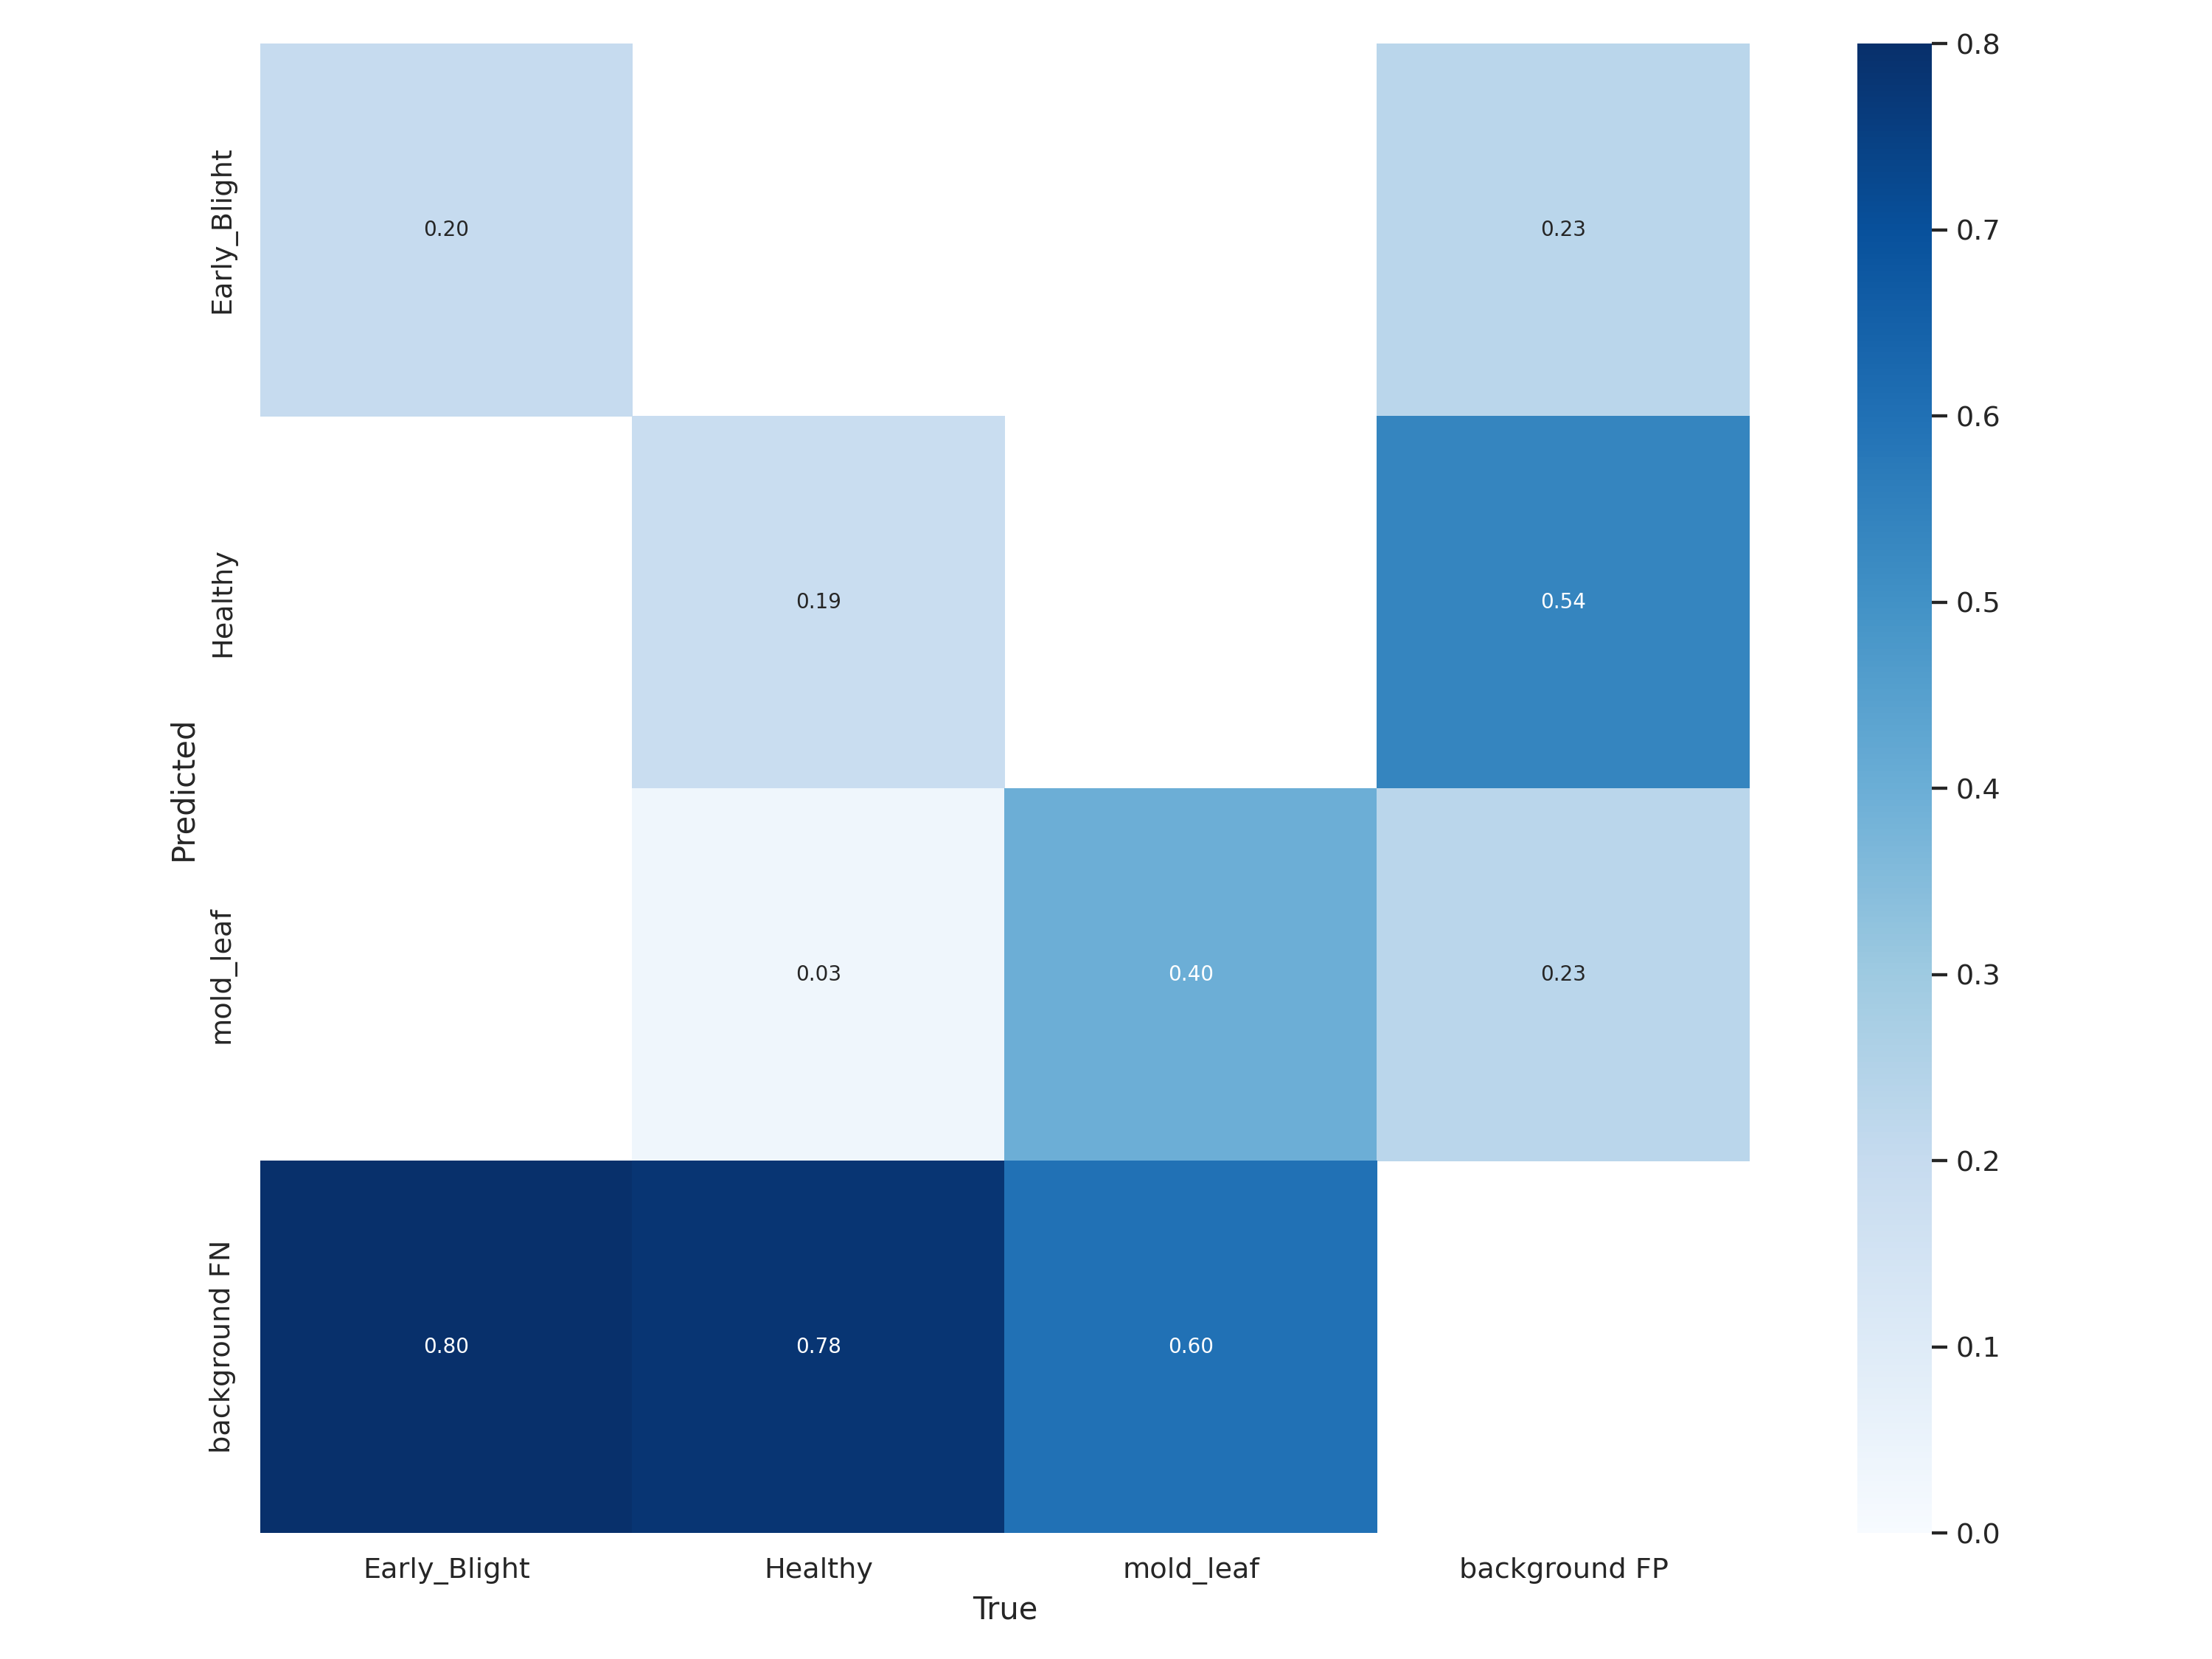 Predicted
Early_Blight
Healthy
mold_leaf
background FN
0.20
0.23
0.19
0.54
0.03
0.40
0.23
0.80
0.78
0.60
Early_Blight
Healthy
mold_leaf
background FP
True
0.8
0.7
0.6
0.5
0.4
0.3
0.2
0.1
0.0